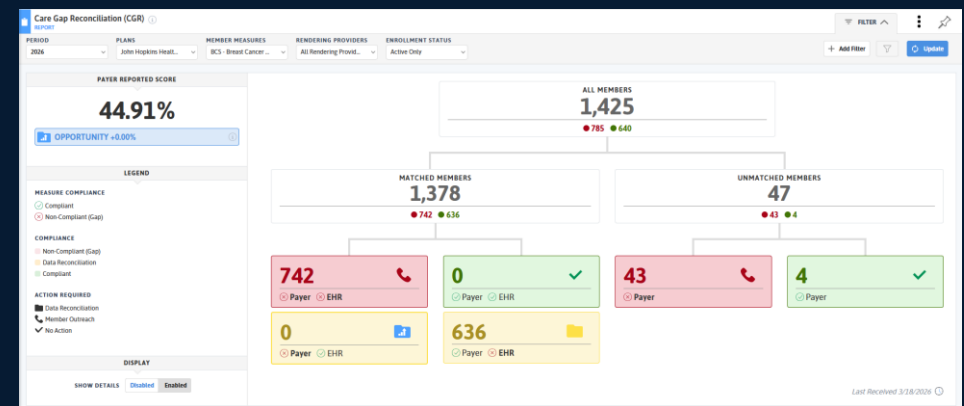 Care Gap Reconciliation (CGR)
REPORT
FILTER
PERIOD PLANS MEMBER MEASURES RENDERING PROVIDERS ENROLLMENT STATUS
2026 John Hopkins Healt... BCS - Breast Cancer ... All Rendering Provid... Active Only
+ Add Filter Update
PAYER REPORTED SCORE
44.91%
OPPORTUNITY +0.00%
LEGEND
MEASURE COMPLIANCE
Compliant
Non-Compliant (Gap)
COMPLIANCE
Non-Compliant (Gap)
Data Reconciliation
Compliant
ACTION REQUIRED
Data Reconciliation
Member Outreach
No Action
DISPLAY
SHOW DETAILS Disabled Enabled
ALL MEMBERS
1,425
785 640
MATCHED MEMBERS
1,378
742 636
UNMATCHED MEMBERS
47
43 4
742
Payer EHR
0
Payer EHR
43
Payer
4
Payer
0
Payer EHR
636
Payer EHR
Last Received 3/18/2026